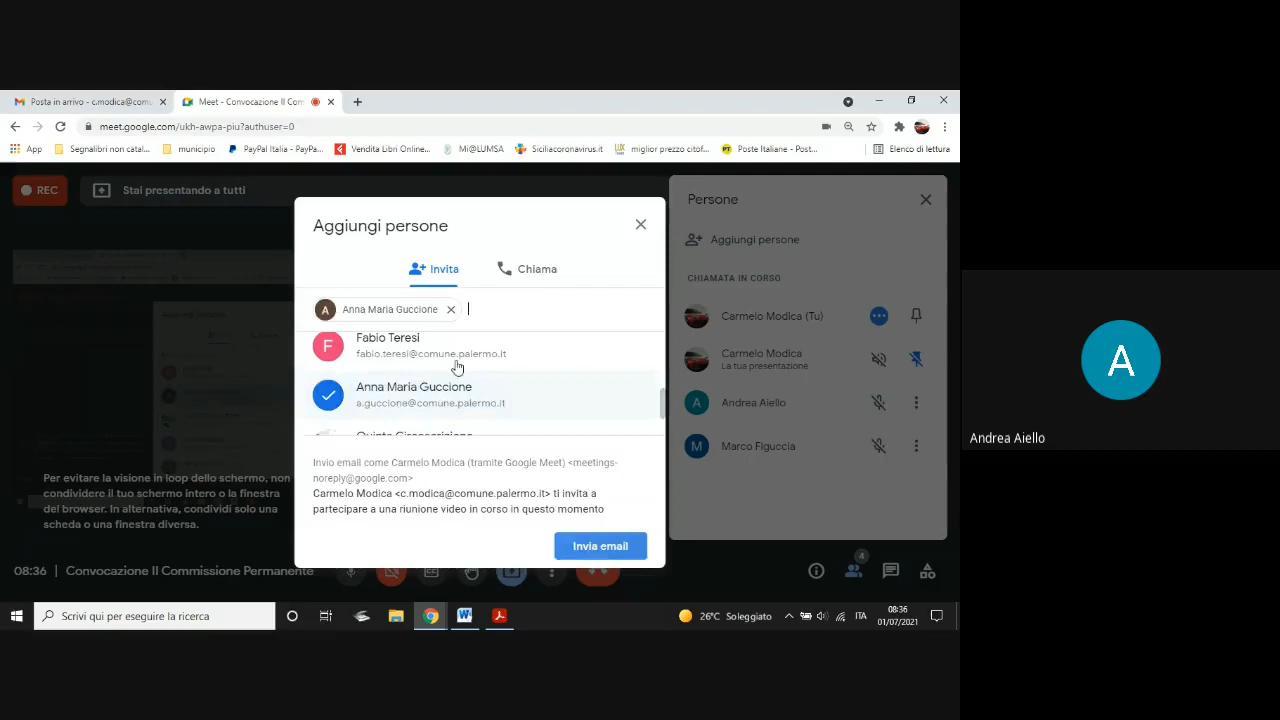 Posta in arrivo - c.modica@comu
Meet - Convocazione II Com
meet.google.com/ukh-awpa-piu?authuser=0
App
Segnalibri non catal...
municipio
PayPal Italia - PayPa...
Vendita Libri Online...
Mi@LUMSA
Siciliacoronavirus.it
miglior prezzo citof...
Poste Italiane - Post...
Elenco di lettura
REC
Stai presentando a tutti
Per evitare la visione in loop dello schermo, non
condividere il tuo schermo intero o la finestra
del browser. In alternativa, condividi solo una
scheda o una finestra diversa.
Aggiungi persone
Invita
Chiama
A
Anna Maria Guccione
F
Fabio Teresi
fabio.teresi@comune.palermo.it
Anna Maria Guccione
a.guccione@comune.palermo.it
Quinta Circoscrizione
Invio email come Carmelo Modica (tramite Google Meet) <meetings-
noreply@google.com>
Carmelo Modica <c.modica@comune.palermo.it> ti invita a
partecipare a una riunione video in corso in questo momento
Invia email
Persone
Aggiungi persone
CHIAMATA IN CORSO
Carmelo Modica (Tu)
Carmelo Modica
La tua presentazione
A
Andrea Aiello
M
Marco Figuccia
08:36 | Convocazione II Commissione Permanente
4
Scrivi qui per eseguire la ricerca
26°C Soleggiato
ITA
08:36
01/07/2021
A
Andrea Aiello